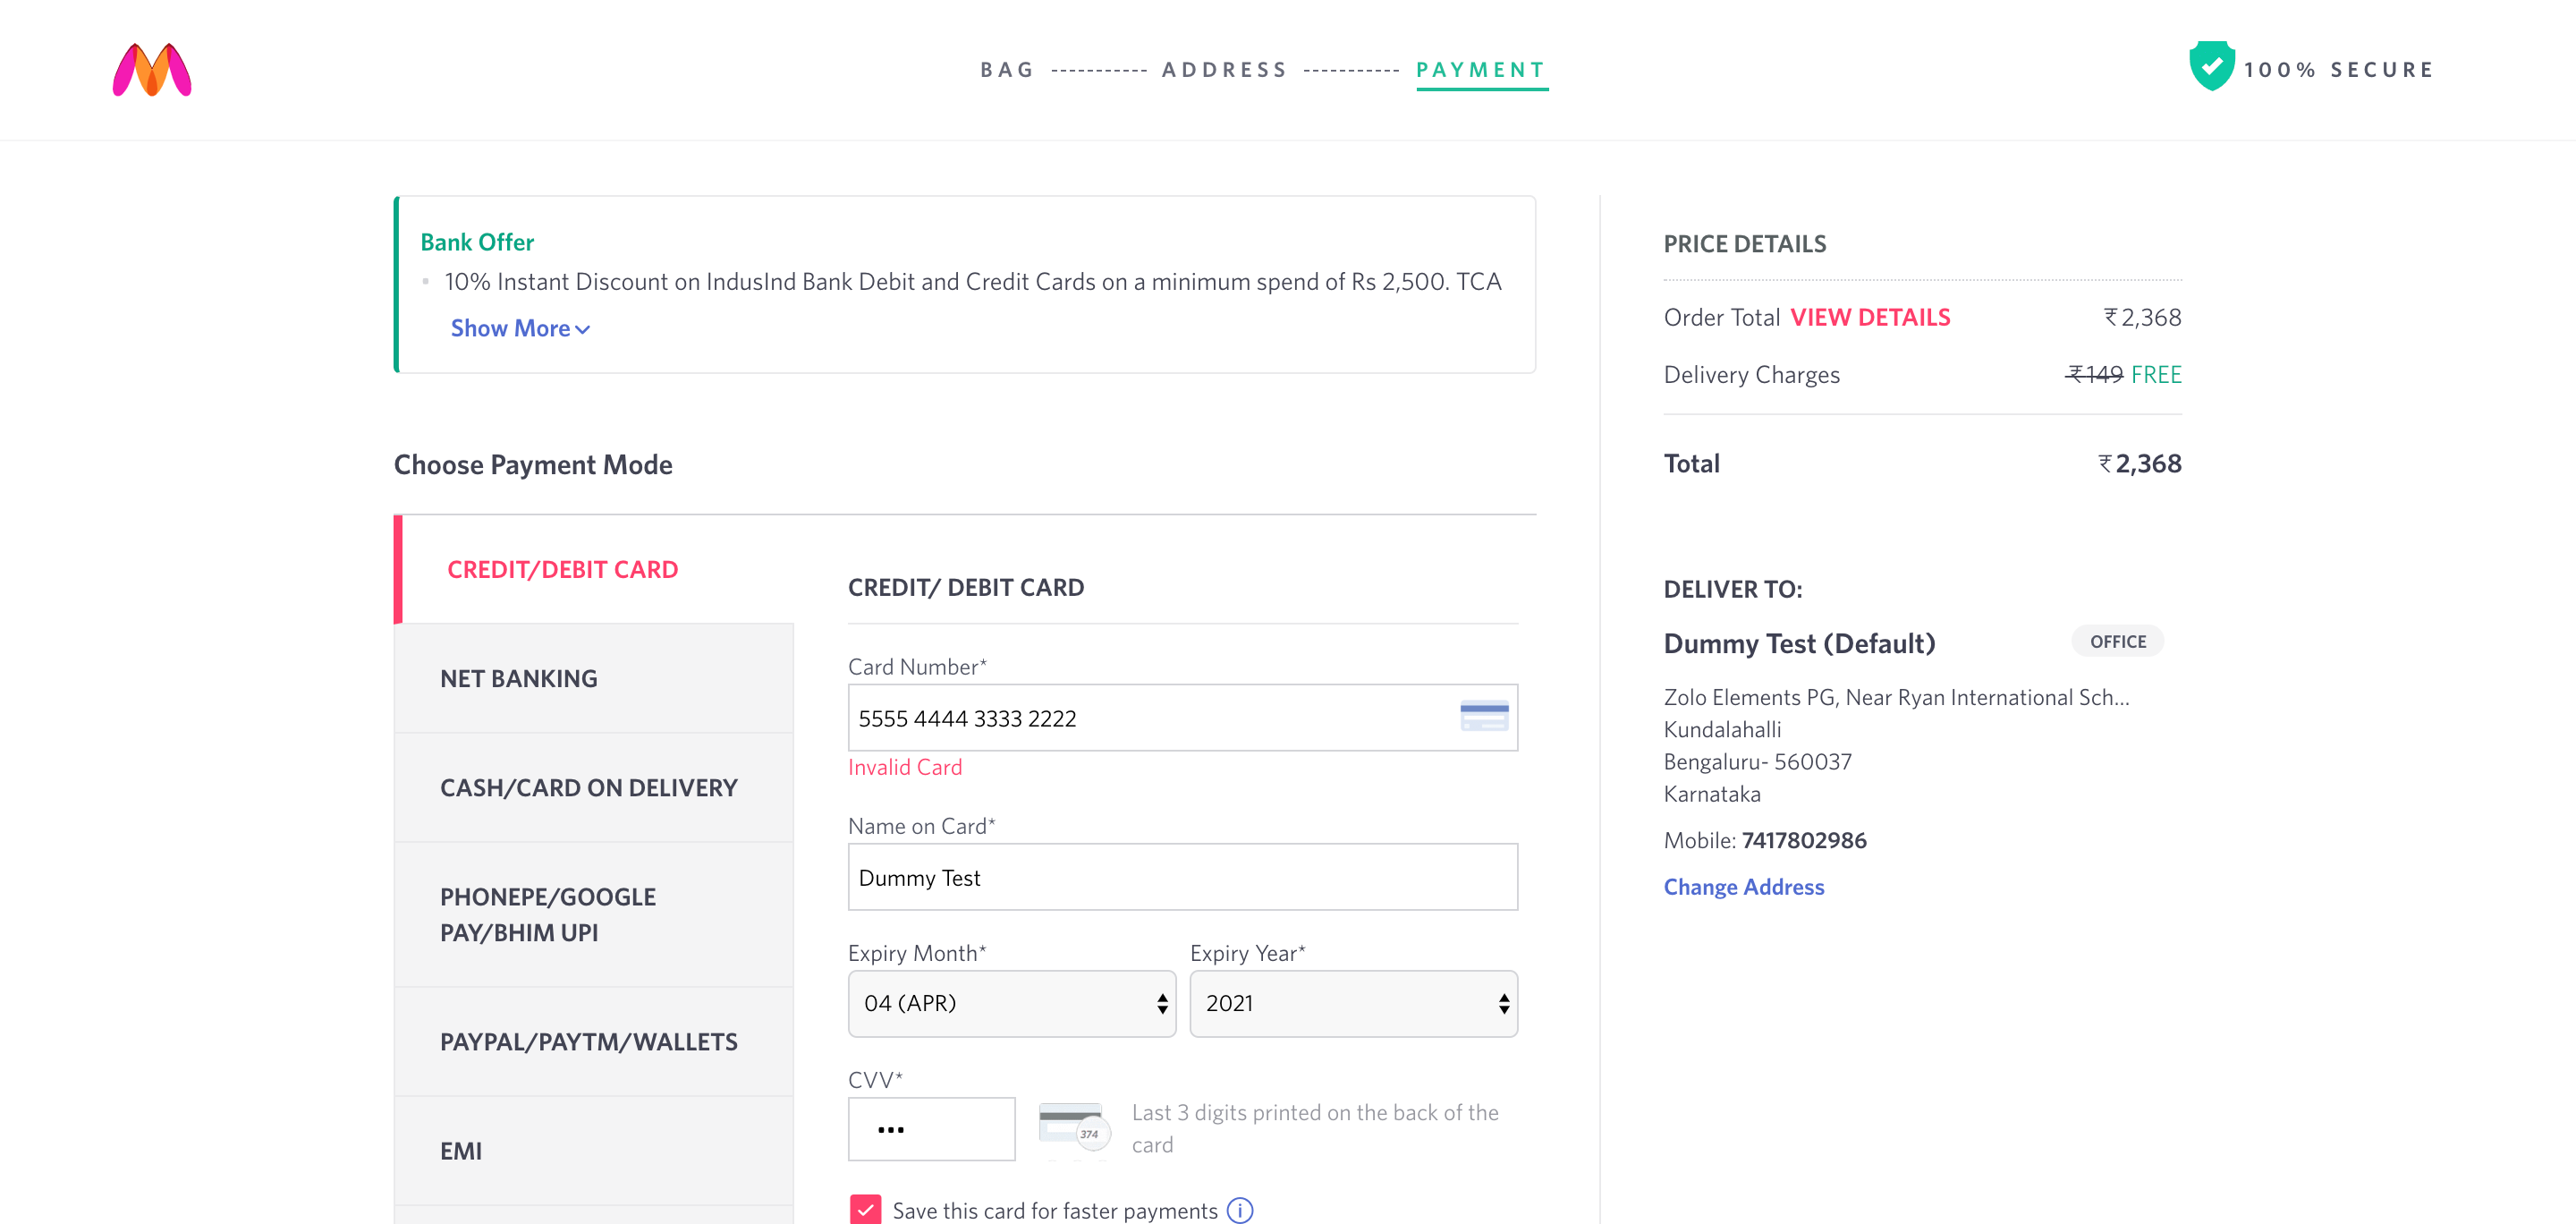 BAG ----------- ADDRESS ----------- PAYMENT
100% SECURE
Bank Offer
10% Instant Discount on IndusInd Bank Debit and Credit Cards on a minimum spend of Rs 2,500. TCA
Show More
Choose Payment Mode
CREDIT/DEBIT CARD
NET BANKING
CASH/CARD ON DELIVERY
PHONEPE/GOOGLE
PAY/BHIM UPI
PAYPAL/PAYTM/WALLETS
EMI
CREDIT/ DEBIT CARD
Card Number*
5555 4444 3333 2222
Invalid Card
Name on Card*
Dummy Test
Expiry Month* Expiry Year*
04 (APR) 2021
CVV*
•••
374
Last 3 digits printed on the back of the
card
Save this card for faster payments
PRICE DETAILS
Order Total VIEW DETAILS ₹2,368
Delivery Charges ₹149 FREE
Total ₹2,368
DELIVER TO:
Dummy Test (Default) OFFICE
Zolo Elements PG, Near Ryan International Sch...
Kundalahalli
Bengaluru- 560037
Karnataka
Mobile: 7417802986
Change Address